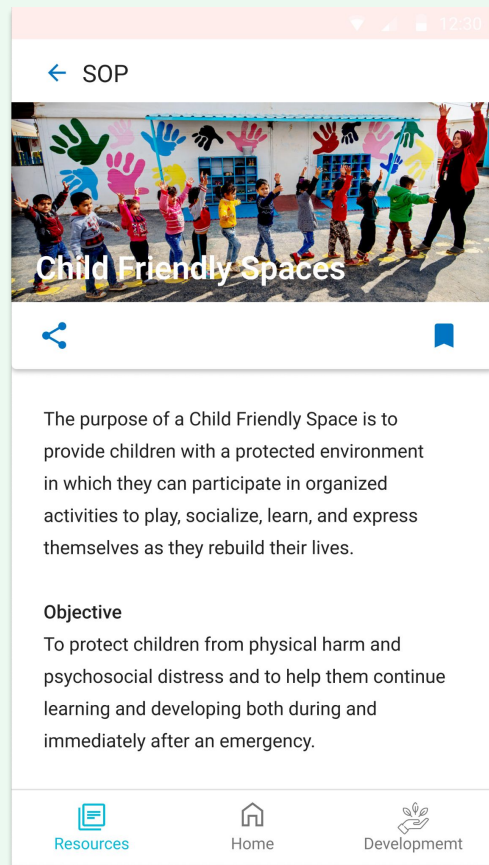 12:30
SOP
Child Friendly Spaces
The purpose of a Child Friendly Space is to
provide children with a protected environment
in which they can participate in organized
activities to play, socialize, learn, and express
themselves as they rebuild their lives.
Objective
To protect children from physical harm and
psychosocial distress and to help them continue
learning and developing both during and
immediately after an emergency.
Resources
Home
Developmemt